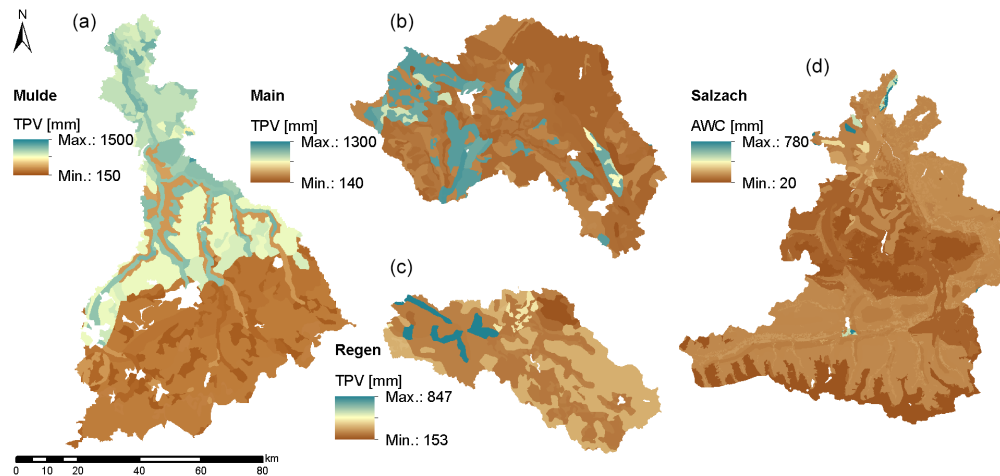 N
(a)
Mulde
TPV [mm]
Max.: 1500
Min.: 150
(b)
Main
TPV [mm]
Max.: 1300
Min.: 140
(c)
Regen
TPV [mm]
Max.: 847
Min.: 153
(d)
Salzach
AWC [mm]
Max.: 780
Min.: 20
0 10 20 40 60 80
km